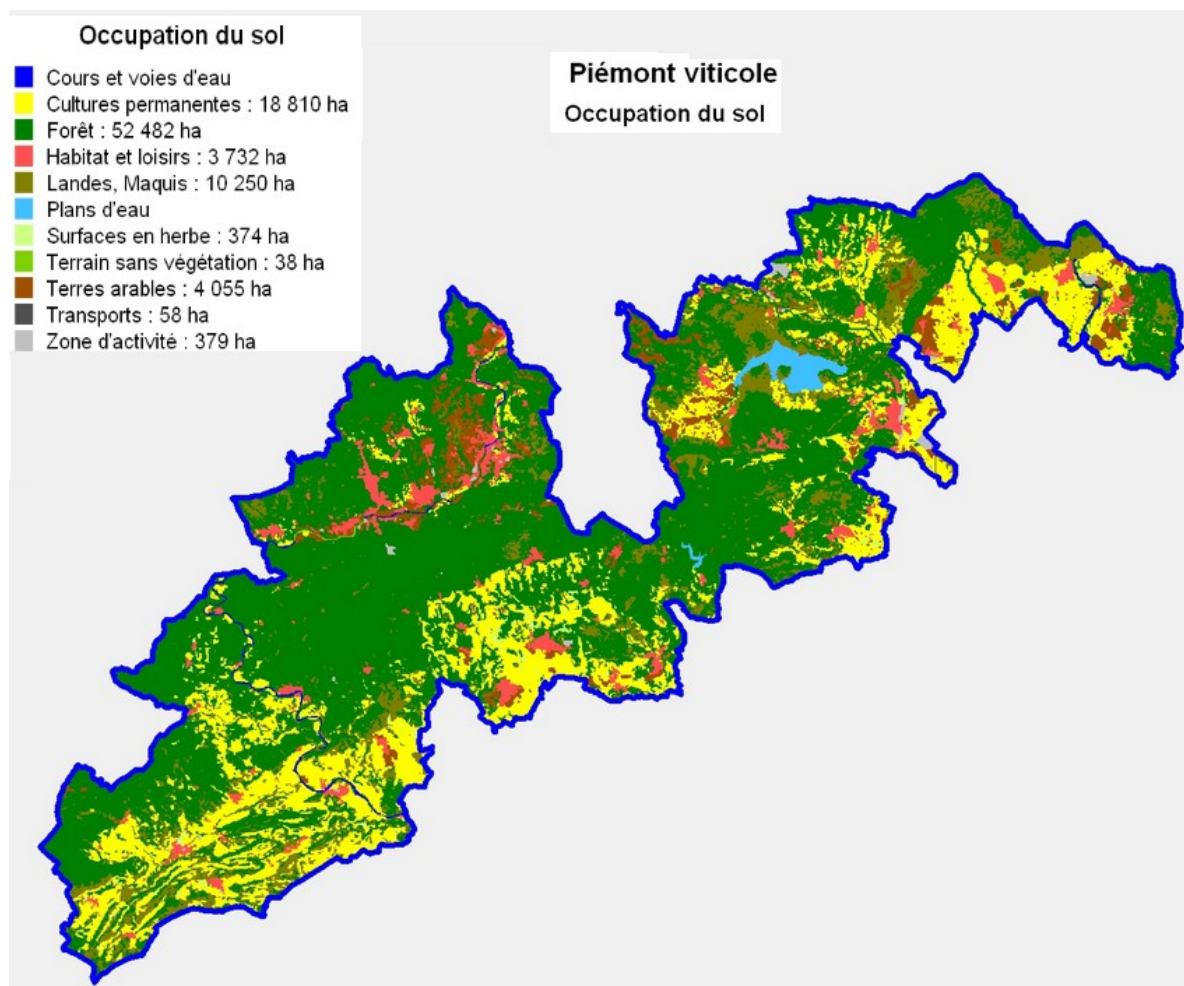 Occupation du sol
Cours et voies d'eau
Cultures permanentes : 18 810 ha
Forêt : 52 482 ha
Habitat et loisirs : 3 732 ha
Landes, Maquis : 10 250 ha
Plans d'eau
Surfaces en herbe : 374 ha
Terrain sans végétation : 38 ha
Terres arables : 4 055 ha
Transports : 58 ha
Zone d'activité : 379 ha
Piémont viticole
Occupation du sol